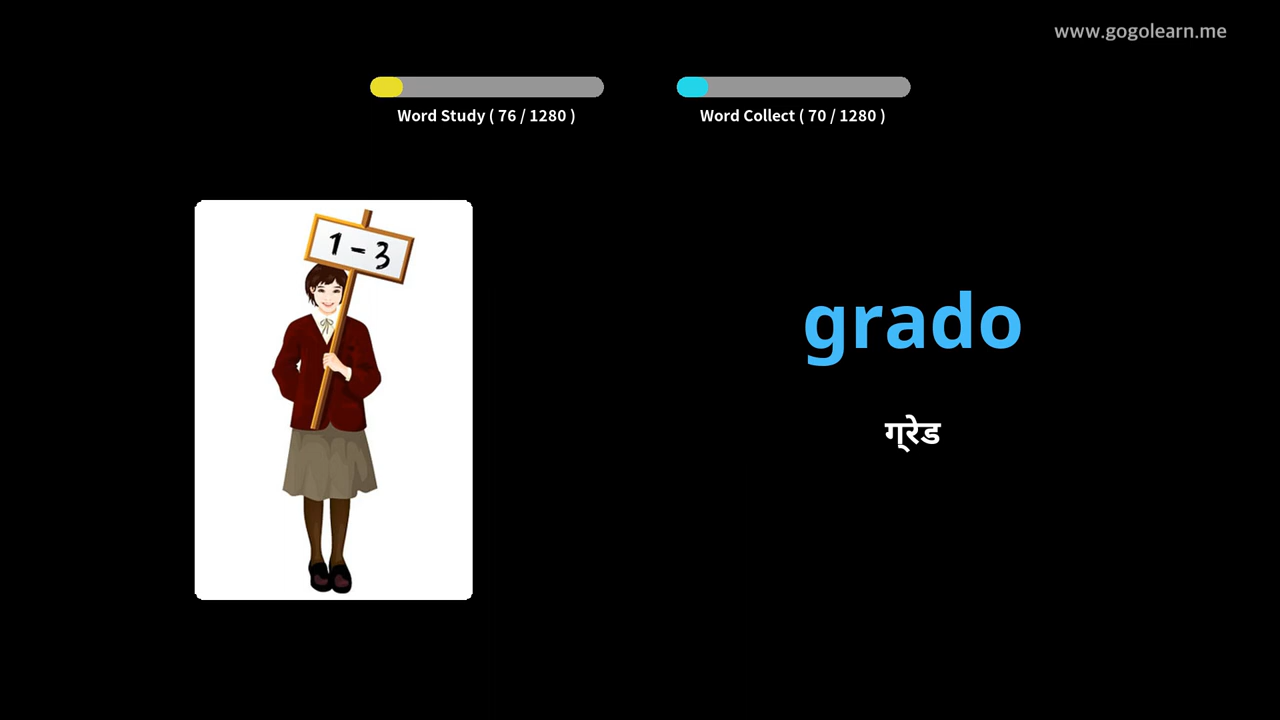 www.gogolearn.me
Word Study ( 76 / 1280 )
Word Collect ( 70 / 1280 )
1 - 3
grado
ग्रेड